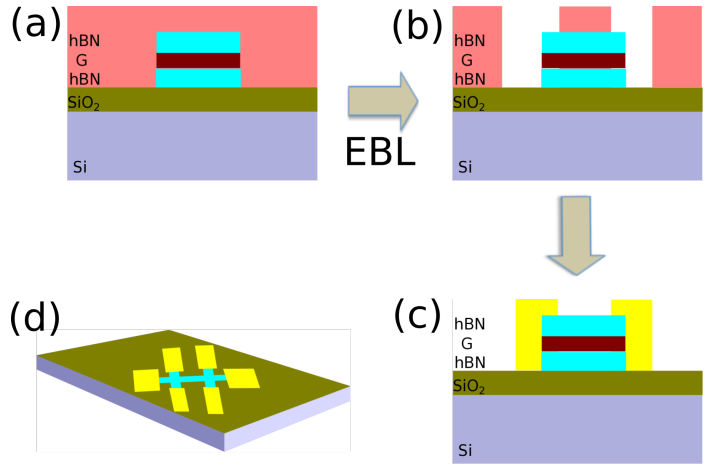 (a)
hBN
G
hBN
SiO₂
Si
EBL
(b)
hBN
G
hBN
SiO₂
Si
(d)
(c)
hBN
G
hBN
SiO₂
Si